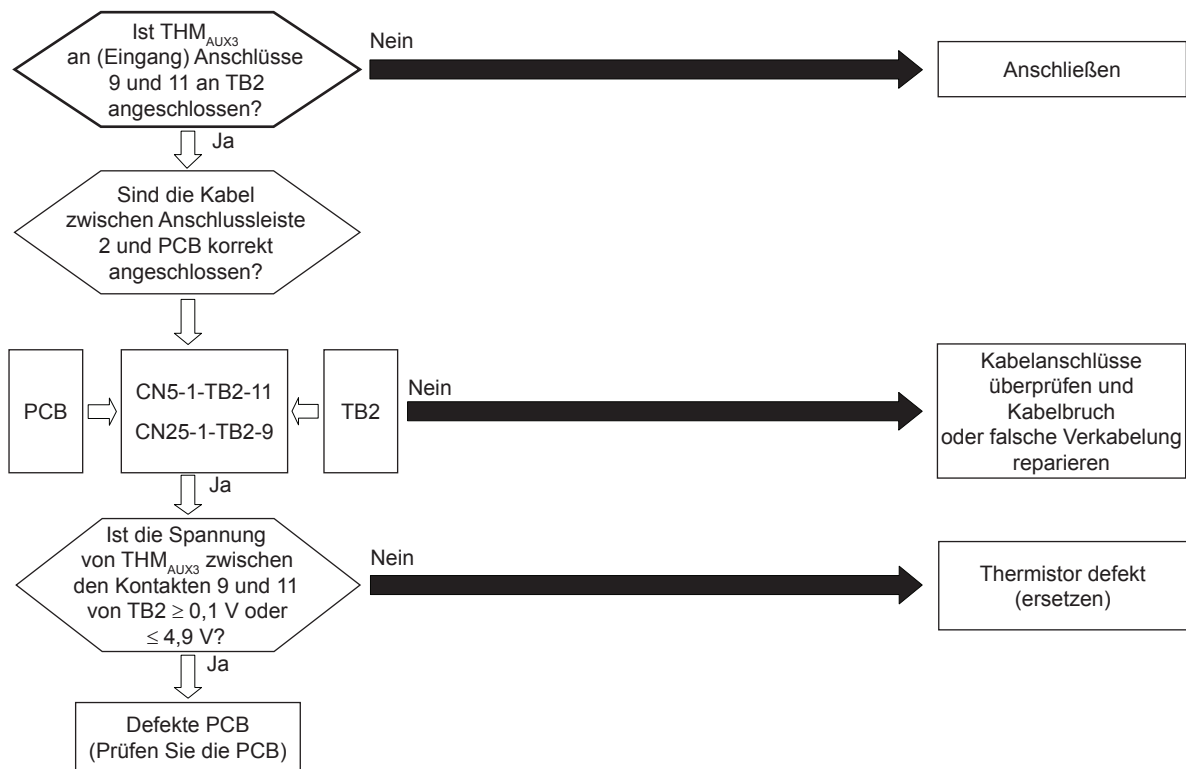 Ist THM_AUX3
an (Eingang) Anschlüsse
9 und 11 an TB2
angeschlossen?
Nein
Anschließen
Ja
Sind die Kabel
zwischen Anschlussleiste
2 und PCB korrekt
angeschlossen?
PCB
CN5-1-TB2-11
CN25-1-TB2-9
TB2
Nein
Kabelanschlüsse
überprüfen und
Kabelbruch
oder falsche Verkabelung
reparieren
Ja
Ist die Spannung
von THM_AUX3 zwischen
den Kontakten 9 und 11
von TB2 ≥ 0,1 V oder
≤ 4,9 V?
Nein
Thermistor defekt
(ersetzen)
Ja
Defekte PCB
(Prüfen Sie die PCB)